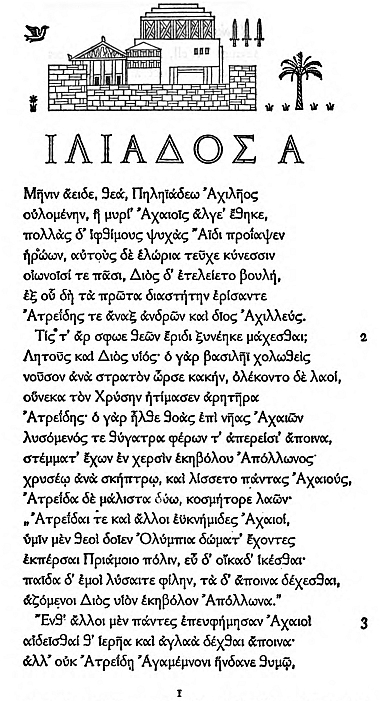 ΙΛΙΑΔΟΣ Α
Μῆνιν ἄειδε, θεά, Πηληϊάδεω Ἀχιλῆος
οὐλομένην, ἣ μυρί' Ἀχαιοῖς ἄλγε' ἔθηκε,
πολλὰς δ' ἰφθίμους ψυχὰς Ἄϊδι προΐαψεν
ἡρώων, αὐτοὺς δὲ ἑλώρια τεῦχε κύνεσσιν
οἰωνοῖσί τε πᾶσι, Διὸς δ' ἐτελείετο βουλή,
ἐξ οὗ δὴ τὰ πρῶτα διαστήτην ἐρίσαντε
Ἀτρεΐδης τε ἄναξ ἀνδρῶν καὶ δῖος Ἀχιλλεύς.
Τίς τ' ἄρ σφωε θεῶν ἔριδι ξυνέηκε μάχεσθαι; 2
Λητοῦς καὶ Διὸς υἱός· ὃ γὰρ βασιλῆϊ χολωθεὶς
νοῦσον ἀνὰ στρατὸν ὦρσε κακήν, ὀλέκοντο δὲ λαοί,
οὕνεκα τὸν Χρύσην ἠτίμασεν ἀρητῆρα
Ἀτρεΐδης· ὃ γὰρ ἦλθε θοὰς ἐπὶ νῆας Ἀχαιῶν
λυσόμενός τε θύγατρα φέρων τ' ἀπερείσι' ἄποινα,
στέμματ' ἔχων ἐν χερσὶν ἑκηβόλου Ἀπόλλωνος
χρυσέῳ ἀνὰ σκήπτρῳ, καὶ λίσσετο πάντας Ἀχαιούς,
Ἀτρεΐδα δὲ μάλιστα δύω, κοσμήτορε λαῶν·
„Ἀτρεΐδαι τε καὶ ἄλλοι ἐϋκνήμιδες Ἀχαιοί,
ὑμῖν μὲν θεοὶ δοῖεν Ὀλύμπια δώματ' ἔχοντες
ἐκπέρσαι Πριάμοιο πόλιν, εὖ δ' οἴκαδ' ἱκέσθαι·
παῖδα δ' ἐμοὶ λύσαιτε φίλην, τὰ δ' ἄποινα δέχεσθαι,
ἁζόμενοι Διὸς υἱὸν ἑκηβόλον Ἀπόλλωνα."
Ἔνθ' ἄλλοι μὲν πάντες ἐπευφήμησαν Ἀχαιοὶ 3
αἰδεῖσθαί θ' ἱερῆα καὶ ἀγλαὰ δέχθαι ἄποινα·
ἀλλ' οὐκ Ἀτρεΐδῃ Ἀγαμέμνονι ἥνδανε θυμῷ,
I